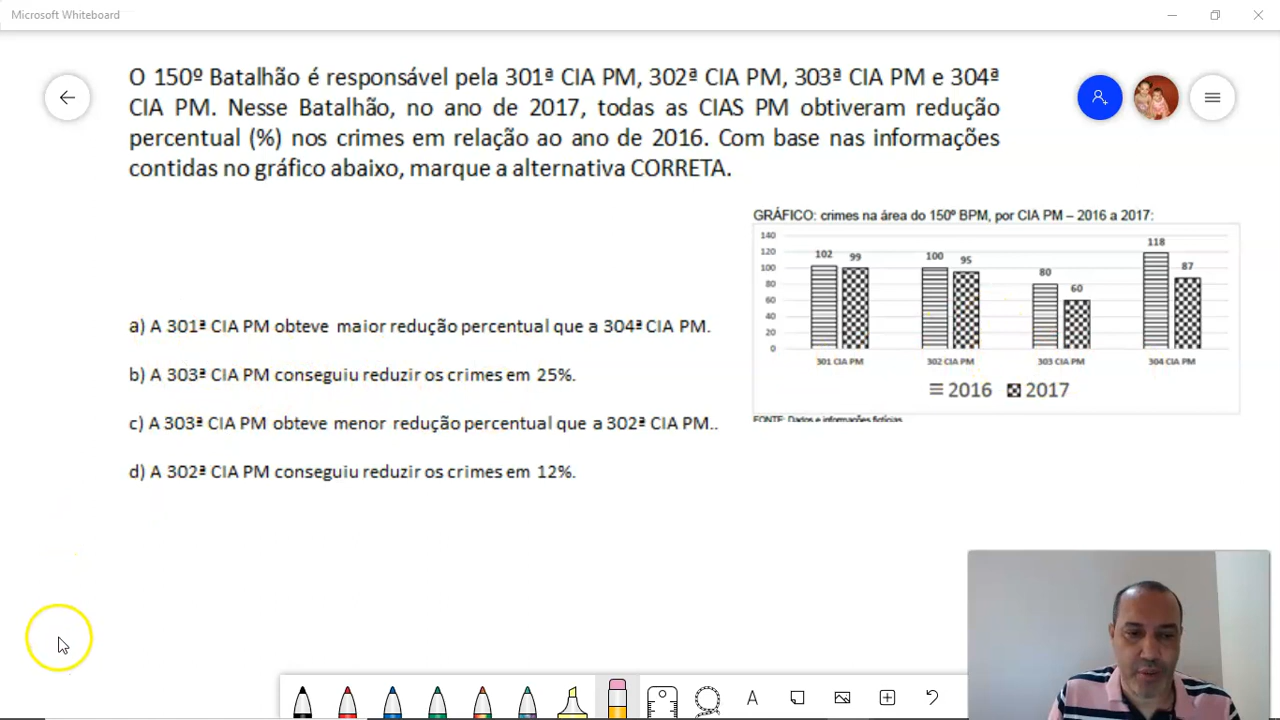 Microsoft Whiteboard
O 150º Batalhão é responsável pela 301ª CIA PM, 302ª CIA PM, 303ª CIA PM e 304ª
CIA PM. Nesse Batalhão, no ano de 2017, todas as CIAS PM obtiveram redução
percentual (%) nos crimes em relação ao ano de 2016. Com base nas informações
contidas no gráfico abaixo, marque a alternativa CORRETA.
GRÁFICO: crimes na área do 150º BPM, por CIA PM – 2016 a 2017:
140
120
100
80
60
40
20
0
102 99 100 95 80 60 118 87
301 CIA PM 302 CIA PM 303 CIA PM 304 CIA PM
2016 2017
FONTE: Dados e informações fictícias
a) A 301ª CIA PM obteve maior redução percentual que a 304ª CIA PM.
b) A 303ª CIA PM conseguiu reduzir os crimes em 25%.
c) A 303ª CIA PM obteve menor redução percentual que a 302ª CIA PM..
d) A 302ª CIA PM conseguiu reduzir os crimes em 12%.
A